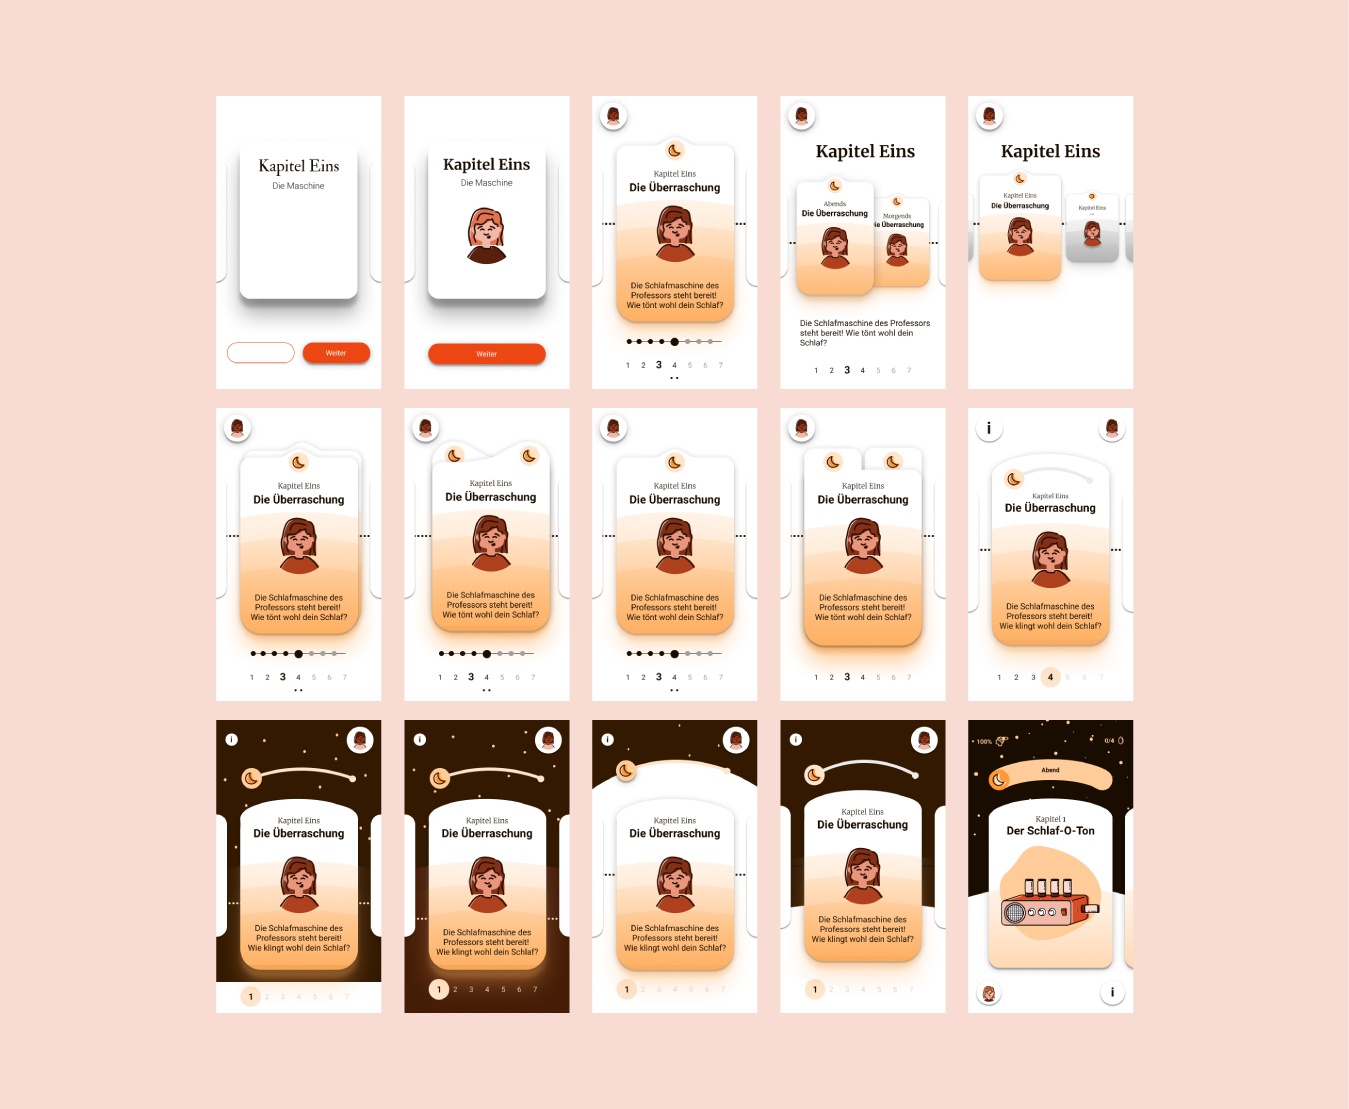 Kapitel Eins
Die Maschine
Weiter
Kapitel Eins
Die Maschine
Weiter
Kapitel Eins
Die Überraschung
Die Schlafmaschine des
Professors steht bereit!
Wie tönt wohl dein Schlaf?
1 2 3 4 5 6 7
Kapitel Eins
Abends
Die Überraschung
Morgends
ie Überraschung
Die Schlafmaschine des Professors
steht bereit! Wie tönt wohl dein
Schlaf?
1 2 3 4 5 6 7
Kapitel Eins
Kapitel Eins
Die Überraschung
Kapitel Eins
...
Kapitel Eins
Die Überraschung
Die Schlafmaschine des
Professors steht bereit!
Wie tönt wohl dein Schlaf?
1 2 3 4 5 6 7
Kapitel Eins
Die Überraschung
Die Schlafmaschine des
Professors steht bereit!
Wie tönt wohl dein Schlaf?
1 2 3 4 5 6 7
Kapitel Eins
Die Überraschung
Die Schlafmaschine des
Professors steht bereit!
Wie tönt wohl dein Schlaf?
1 2 3 4 5 6 7
Kapitel Eins
Die Überraschung
Die Schlafmaschine des
Professors steht bereit!
Wie tönt wohl dein Schlaf?
1 2 3 4 5 6 7
i
Kapitel Eins
Die Überraschung
Die Schlafmaschine des
Professors steht bereit!
Wie klingt wohl dein Schlaf?
1 2 3 4 5 6 7
i
Kapitel Eins
Die Überraschung
Die Schlafmaschine des
Professors steht bereit!
Wie klingt wohl dein Schlaf?
1 2 3 4 5 6 7
i
Kapitel Eins
Die Überraschung
Die Schlafmaschine des
Professors steht bereit!
Wie klingt wohl dein Schlaf?
1 2 3 4 5 6 7
i
Kapitel Eins
Die Überraschung
Die Schlafmaschine des
Professors steht bereit!
Wie klingt wohl dein Schlaf?
1 2 3 4 5 6 7
i
Kapitel Eins
Die Überraschung
Die Schlafmaschine des
Professors steht bereit!
Wie klingt wohl dein Schlaf?
1 2 3 4 5 6 7
100% 0/4
Abend
Kapitel 1
Der Schlaf-O-Ton
i